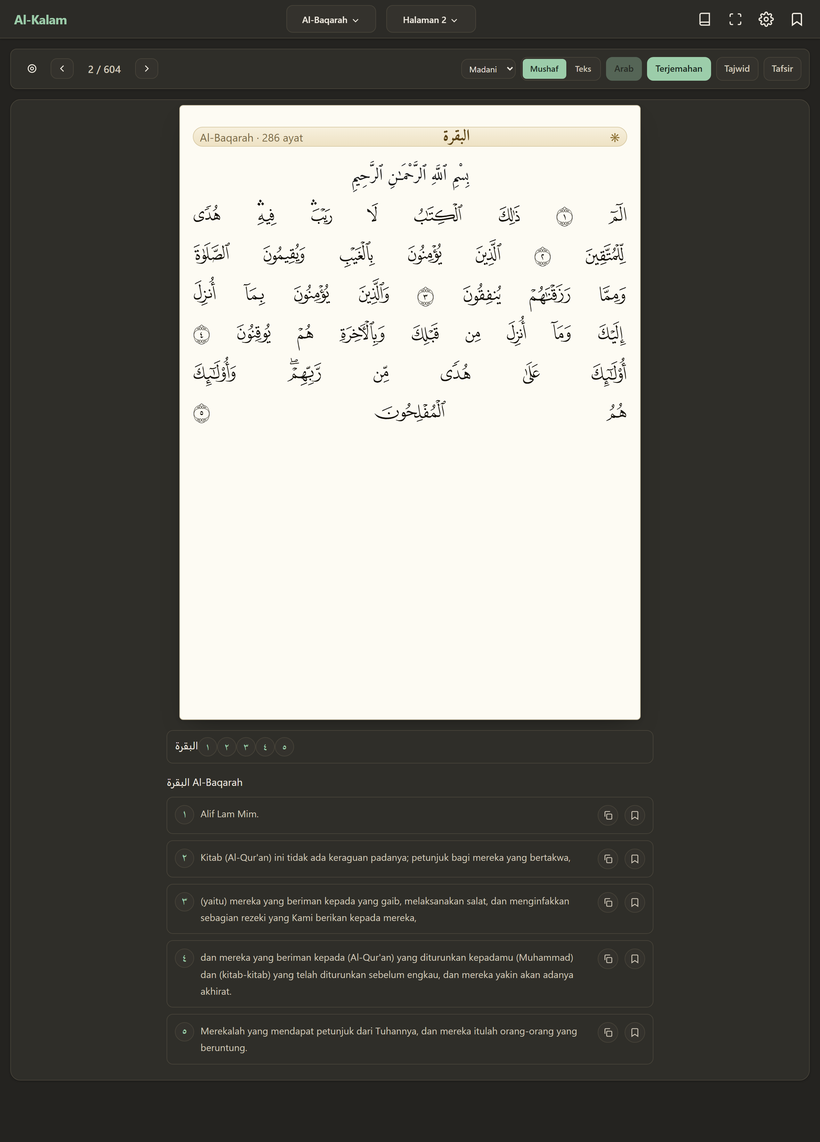 Al-Kalam
Al-Baqarah
Halaman 2
2 / 604
Madani
Mushaf
Teks
Arab
Terjemahan
Tajwid
Tafsir
Al-Baqarah · 286 ayat
البقرة
بِسْمِ ٱللَّهِ ٱلرَّحْمَٰنِ ٱلرَّحِيمِ
الٓمٓ ١ ذَٰلِكَ ٱلْكِتَٰبُ لَا رَيْبَ ۛ فِيهِ ۛ هُدًى
لِّلْمُتَّقِينَ ٢ ٱلَّذِينَ يُؤْمِنُونَ بِٱلْغَيْبِ وَيُقِيمُونَ ٱلصَّلَوٰةَ
وَمِمَّا رَزَقْنَٰهُمْ يُنفِقُونَ ٣ وَٱلَّذِينَ يُؤْمِنُونَ بِمَآ أُنزِلَ
إِلَيْكَ وَمَآ أُنزِلَ مِن قَبْلِكَ وَبِٱلْءَاخِرَةِ هُمْ يُوقِنُونَ ٤
أُو۟لَٰٓئِكَ عَلَىٰ هُدًى مِّن رَّبِّهِمْ ۖ وَأُو۟لَٰٓئِكَ
هُمُ ٱلْمُفْلِحُونَ ٥
البقرة ١ ٢ ٣ ٤ ٥
البقرة Al-Baqarah
١ Alif Lam Mim.
٢ Kitab (Al-Qur'an) ini tidak ada keraguan padanya; petunjuk bagi mereka yang bertakwa,
٣ (yaitu) mereka yang beriman kepada yang gaib, melaksanakan salat, dan menginfakkan
sebagian rezeki yang Kami berikan kepada mereka,
٤ dan mereka yang beriman kepada (Al-Qur'an) yang diturunkan kepadamu (Muhammad)
dan (kitab-kitab) yang telah diturunkan sebelum engkau, dan mereka yakin akan adanya
akhirat.
٥ Merekalah yang mendapat petunjuk dari Tuhannya, dan mereka itulah orang-orang yang
beruntung.